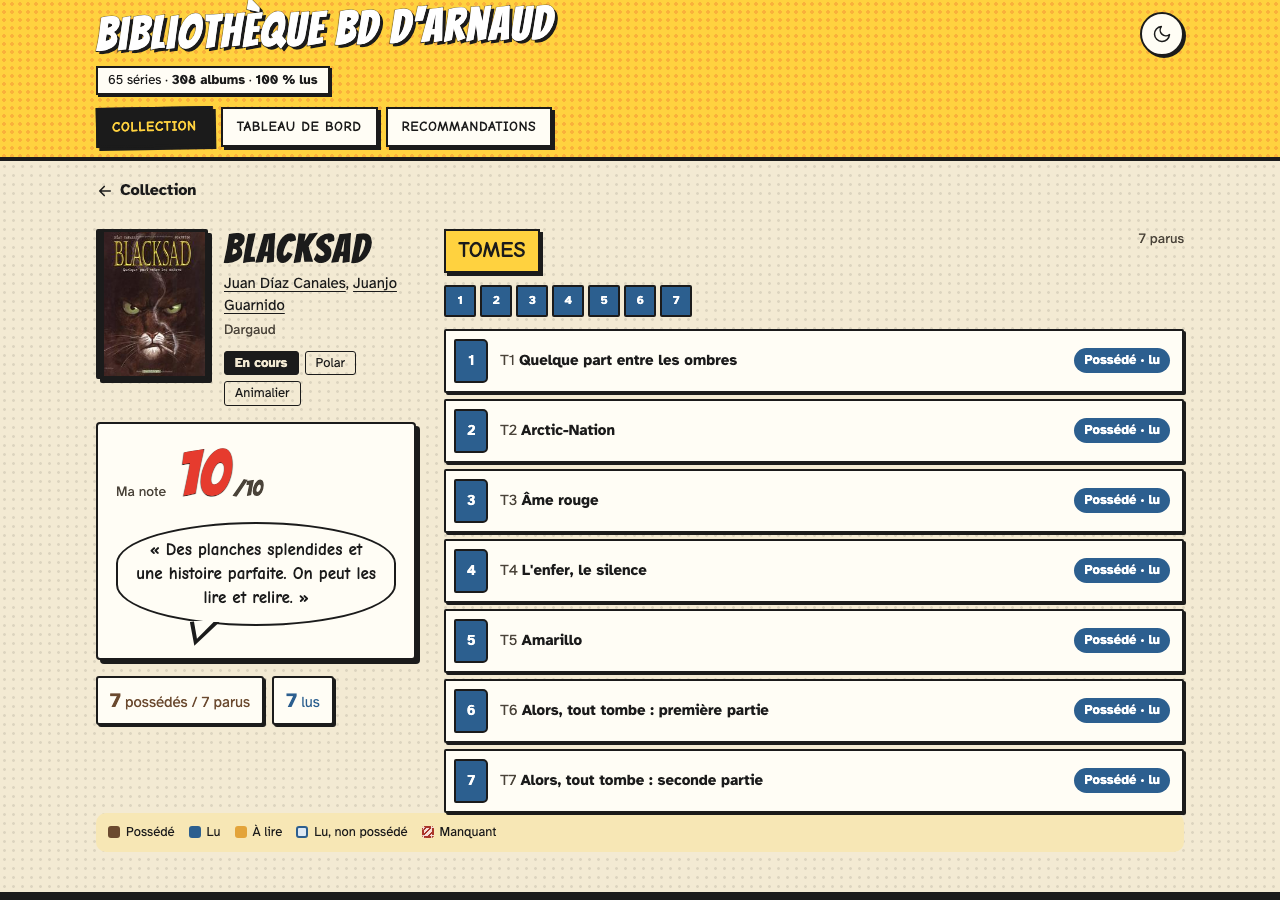 BIBLIOTHÈQUE BD D'ARNAUD
65 séries · 308 albums · 100 % lus
COLLECTION
TABLEAU DE BORD
RECOMMANDATIONS
← Collection
BLACKSAD
Quelque part entre les ombres
BLACKSAD
Juan Díaz Canales, Juanjo
Guarnido
Dargaud
En cours
Polar
Animalier
Ma note 10/10
« Des planches splendides et
une histoire parfaite. On peut les
lire et relire. »
7 possédés / 7 parus
7 lus
TOMES
7 parus
1 2 3 4 5 6 7
1 T1 Quelque part entre les ombres Possédé · lu
2 T2 Arctic-Nation Possédé · lu
3 T3 Âme rouge Possédé · lu
4 T4 L'enfer, le silence Possédé · lu
5 T5 Amarillo Possédé · lu
6 T6 Alors, tout tombe : première partie Possédé · lu
7 T7 Alors, tout tombe : seconde partie Possédé · lu
Possédé Lu À lire Lu, non possédé Manquant